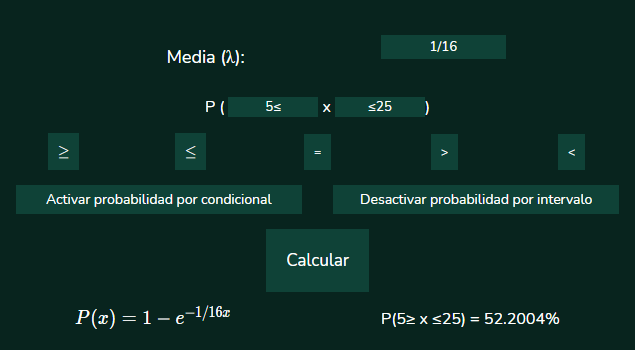 Media (λ): 1/16
P ( 5≤ x ≤25 )
≥ ≤ = > <
Activar probabilidad por condicional Desactivar probabilidad por intervalo
Calcular
P(x) = 1 − e^{−1/16x} P(5≥ x ≤25) = 52.2004%